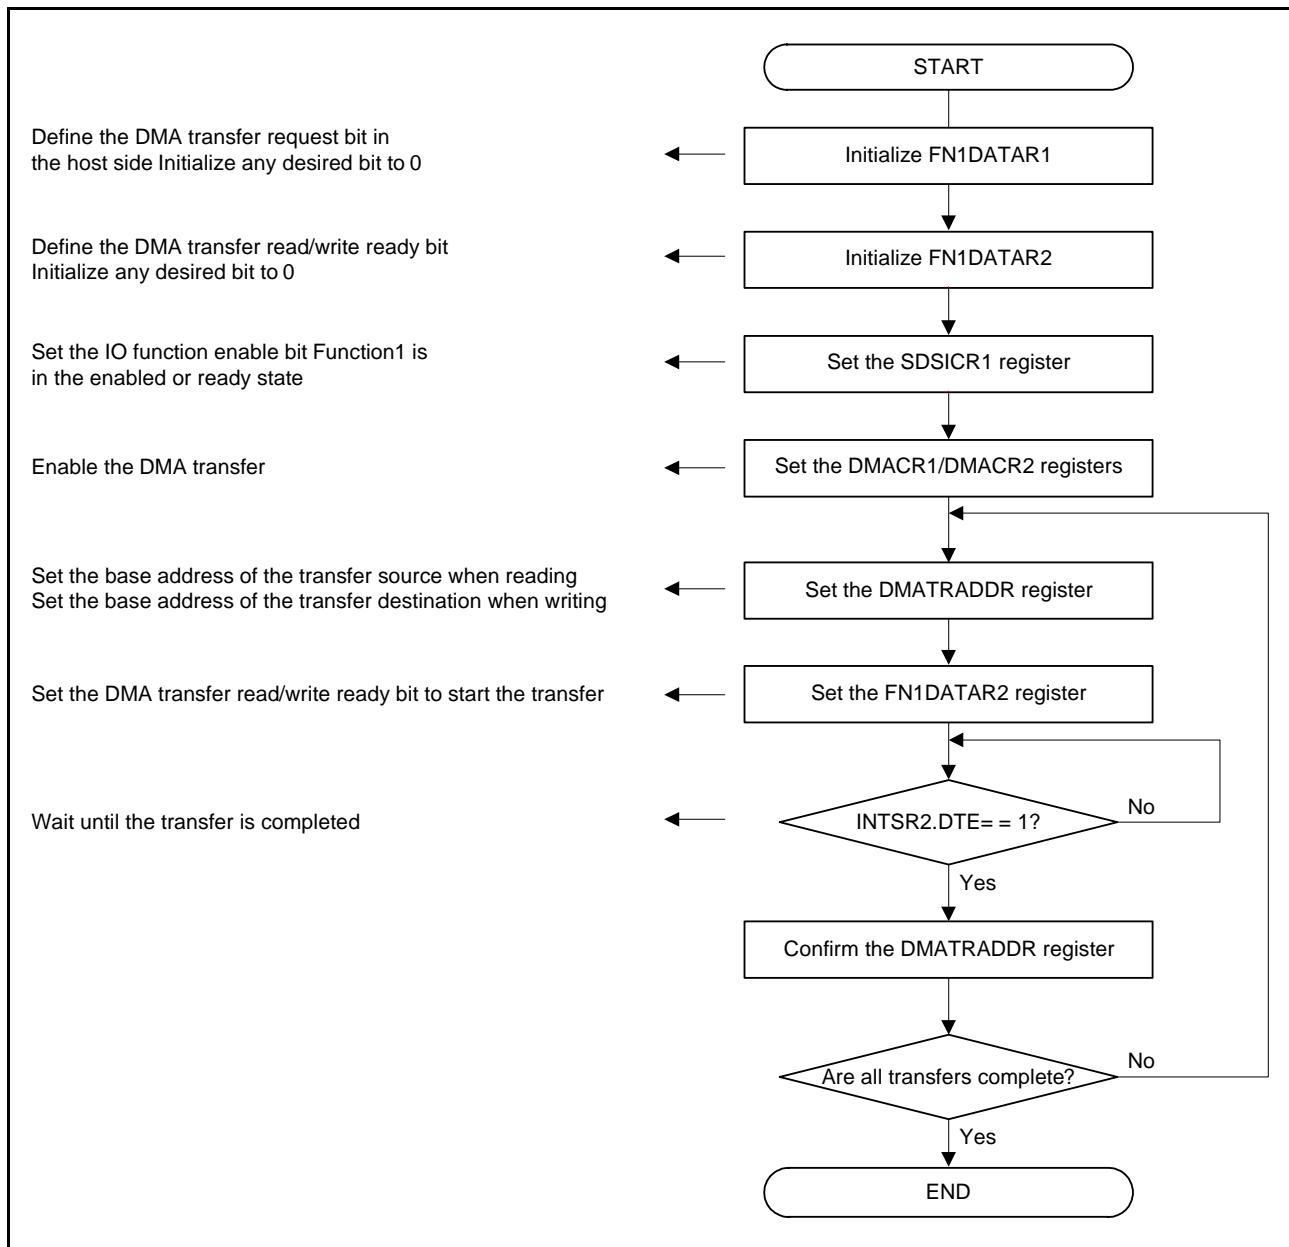 START
Define the DMA transfer request bit in
the host side Initialize any desired bit to 0
Initialize FN1DATAR1
Define the DMA transfer read/write ready bit
Initialize any desired bit to 0
Initialize FN1DATAR2
Set the IO function enable bit Function1 is
in the enabled or ready state
Set the SDSICR1 register
Enable the DMA transfer
Set the DMACR1/DMACR2 registers
Set the base address of the transfer source when reading
Set the base address of the transfer destination when writing
Set the DMATRADDR register
Set the DMA transfer read/write ready bit to start the transfer
Set the FN1DATAR2 register
Wait until the transfer is completed
INTSR2.DTE= = 1?
No
Yes
Confirm the DMATRADDR register
Are all transfers complete?
No
Yes
END